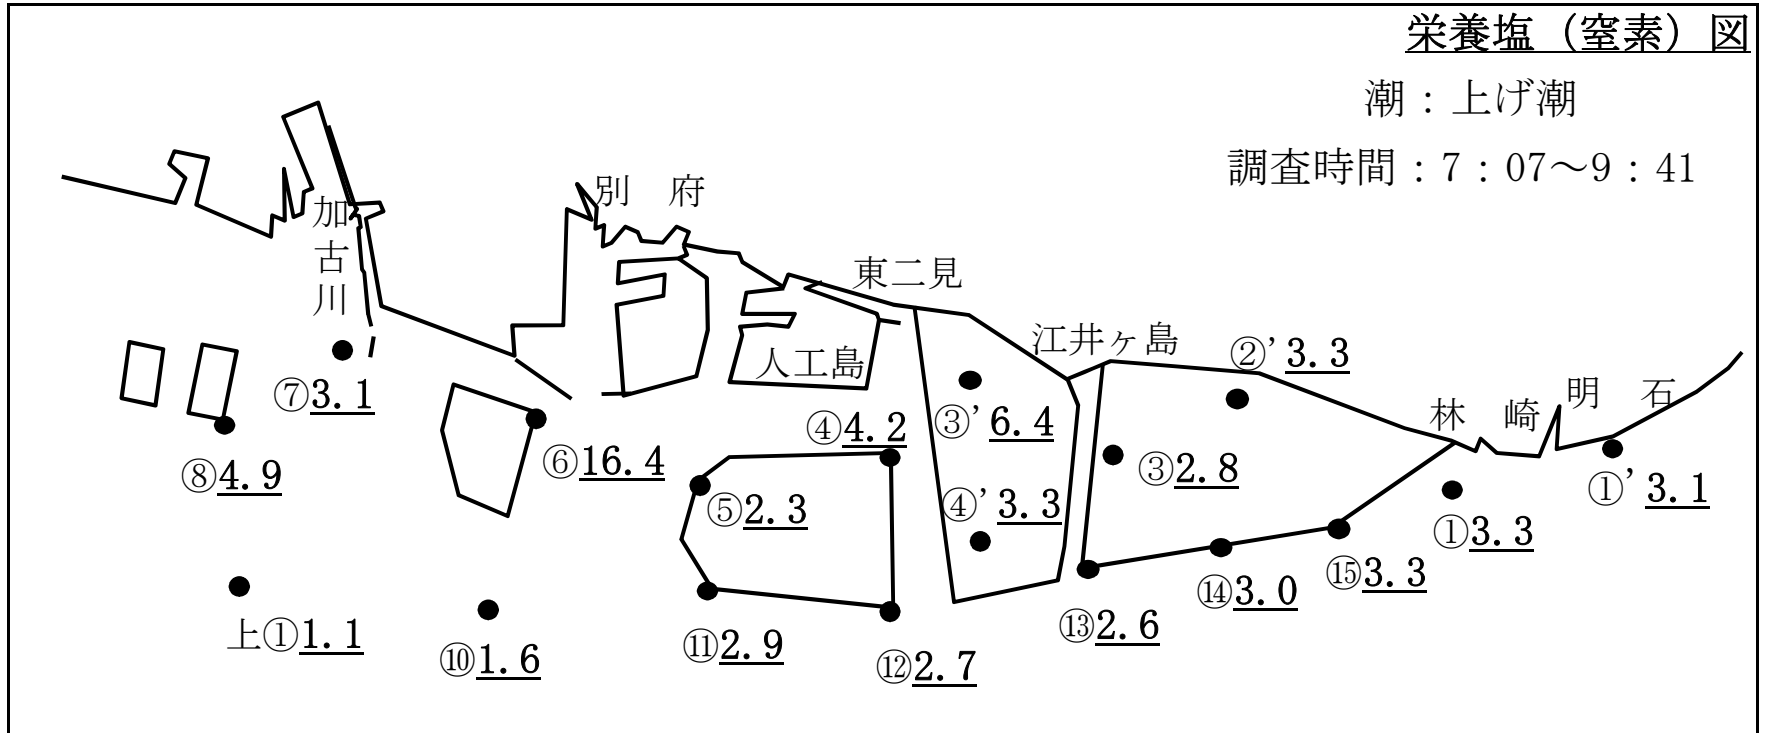 栄養塩（窒素）図
潮：上げ潮
調査時間：7：07～9：41
加古川
別 府
東二見
人工島
江井ヶ島
林 崎
明 石
②’3.3
⑦3.1
④4.2
③’6.4
⑥16.4
③2.8
⑧4.9
⑤2.3
④’3.3
①’3.1
①3.3
⑮3.3
⑭3.0
⑬2.6
上①1.1
⑩1.6
⑪2.9
⑫2.7